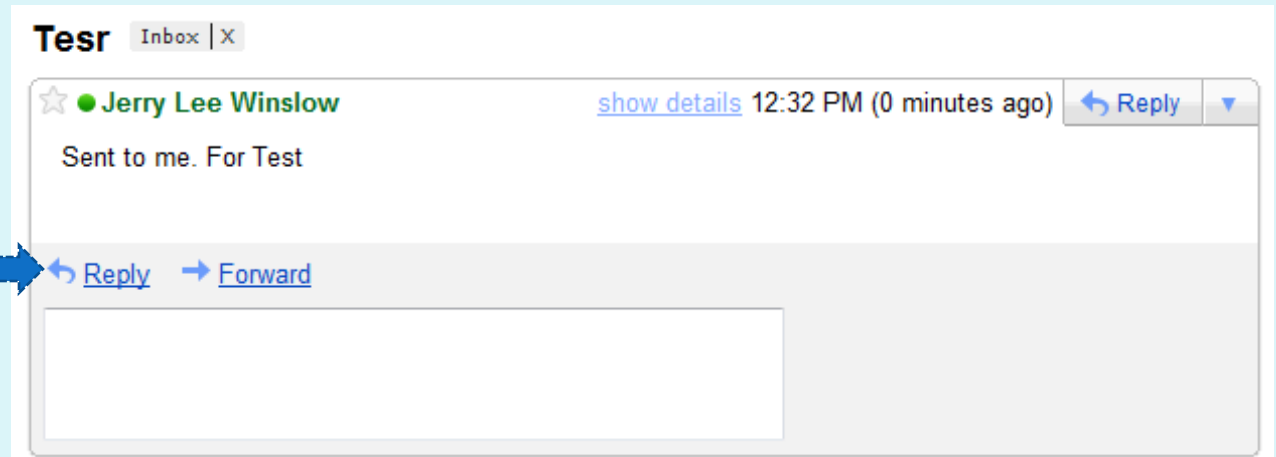 Tesr Inbox | X
Jerry Lee Winslow show details 12:32 PM (0 minutes ago) Reply
Sent to me. For Test
Reply Forward